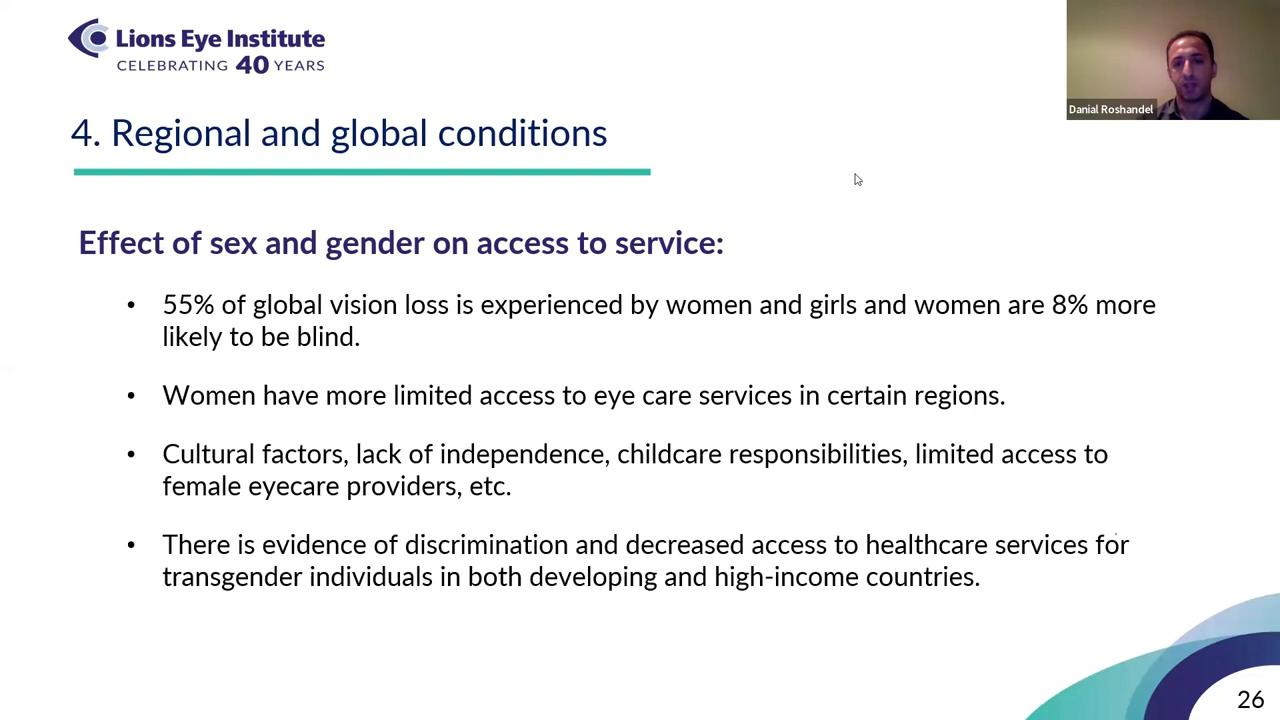 Lions Eye Institute
CELEBRATING 40 YEARS
Danial Roshandel
4. Regional and global conditions
Effect of sex and gender on access to service:
• 55% of global vision loss is experienced by women and girls and women are 8% more
likely to be blind.
• Women have more limited access to eye care services in certain regions.
• Cultural factors, lack of independence, childcare responsibilities, limited access to
female eyecare providers, etc.
• There is evidence of discrimination and decreased access to healthcare services for
transgender individuals in both developing and high-income countries.
26